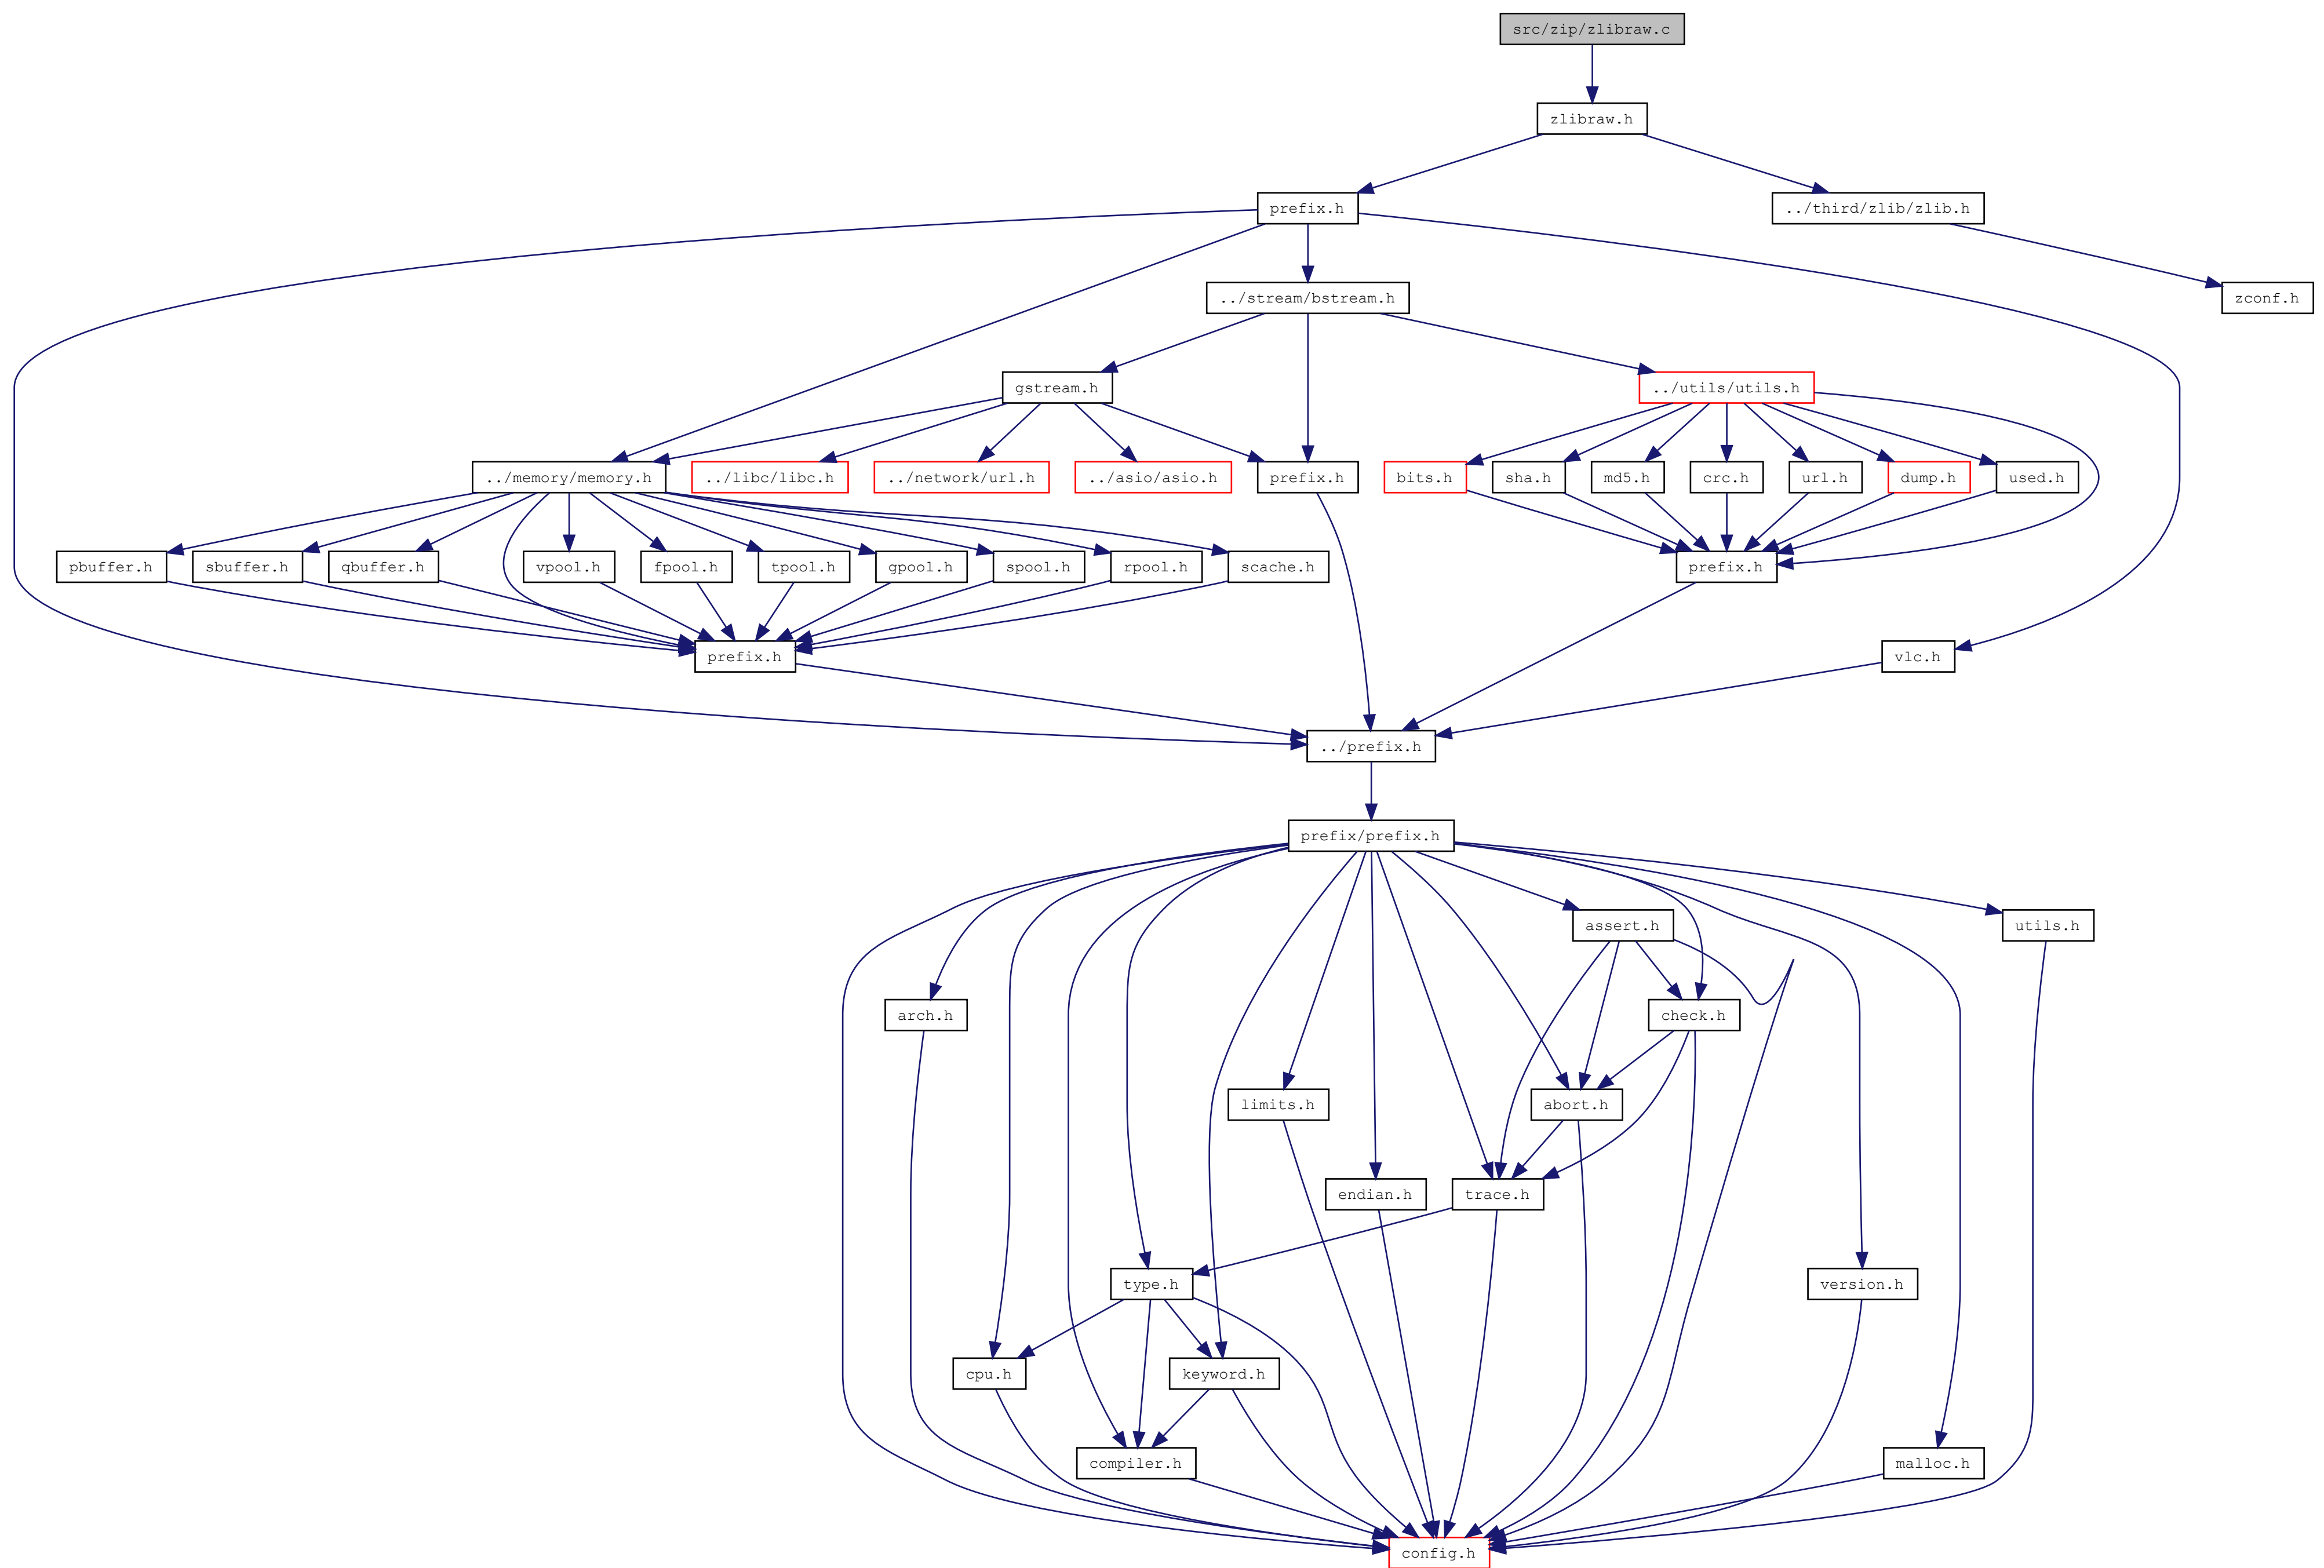 src/zip/zlibraw.c
zlibraw.h
prefix.h
../third/zlib/zlib.h
../stream/bstream.h
zconf.h
gstream.h
../utils/utils.h
../memory/memory.h
../libc/libc.h
../network/url.h
../asio/asio.h
prefix.h
bits.h
sha.h
md5.h
crc.h
url.h
dump.h
used.h
pbuffer.h
sbuffer.h
qbuffer.h
vpool.h
fpool.h
tpool.h
gpool.h
spool.h
rpool.h
scache.h
prefix.h
prefix.h
vlc.h
../prefix.h
prefix/prefix.h
assert.h
utils.h
arch.h
check.h
limits.h
abort.h
endian.h
trace.h
type.h
version.h
cpu.h
keyword.h
compiler.h
malloc.h
config.h